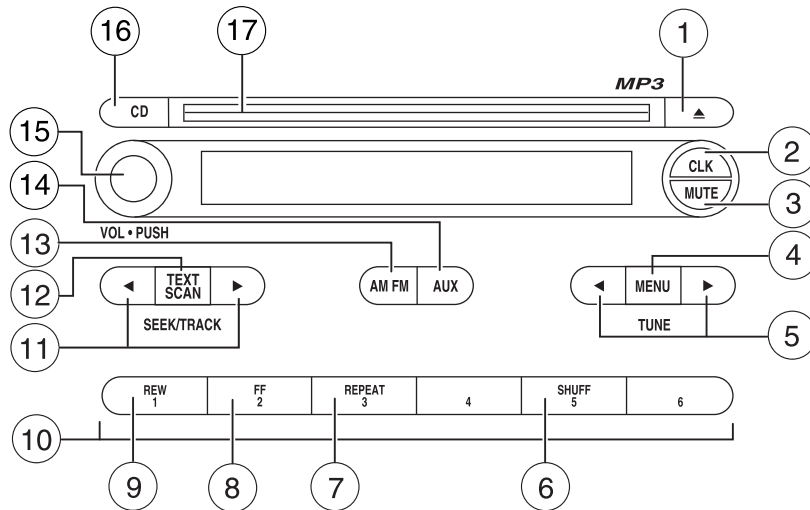 16
17
1
MP3
CD
15
2
CLK
MUTE
3
14
VOL • PUSH
13
4
12
TEXT
SCAN
AM FM
AUX
MENU
SEEK/TRACK
TUNE
11
5
REW
1
FF
2
REPEAT
3
4
SHUFF
5
6
10
9
8
7
6